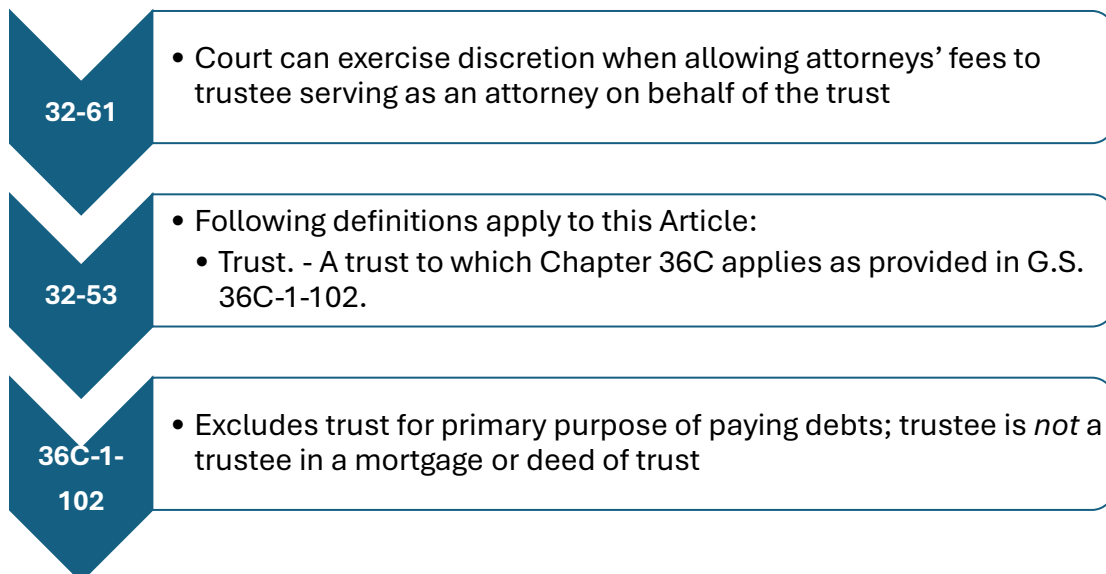 32-61
• Court can exercise discretion when allowing attorneys’ fees to
trustee serving as an attorney on behalf of the trust
32-53
• Following definitions apply to this Article:
• Trust. - A trust to which Chapter 36C applies as provided in G.S.
36C-1-102.
36C-1-
102
• Excludes trust for primary purpose of paying debts; trustee is not a
trustee in a mortgage or deed of trust